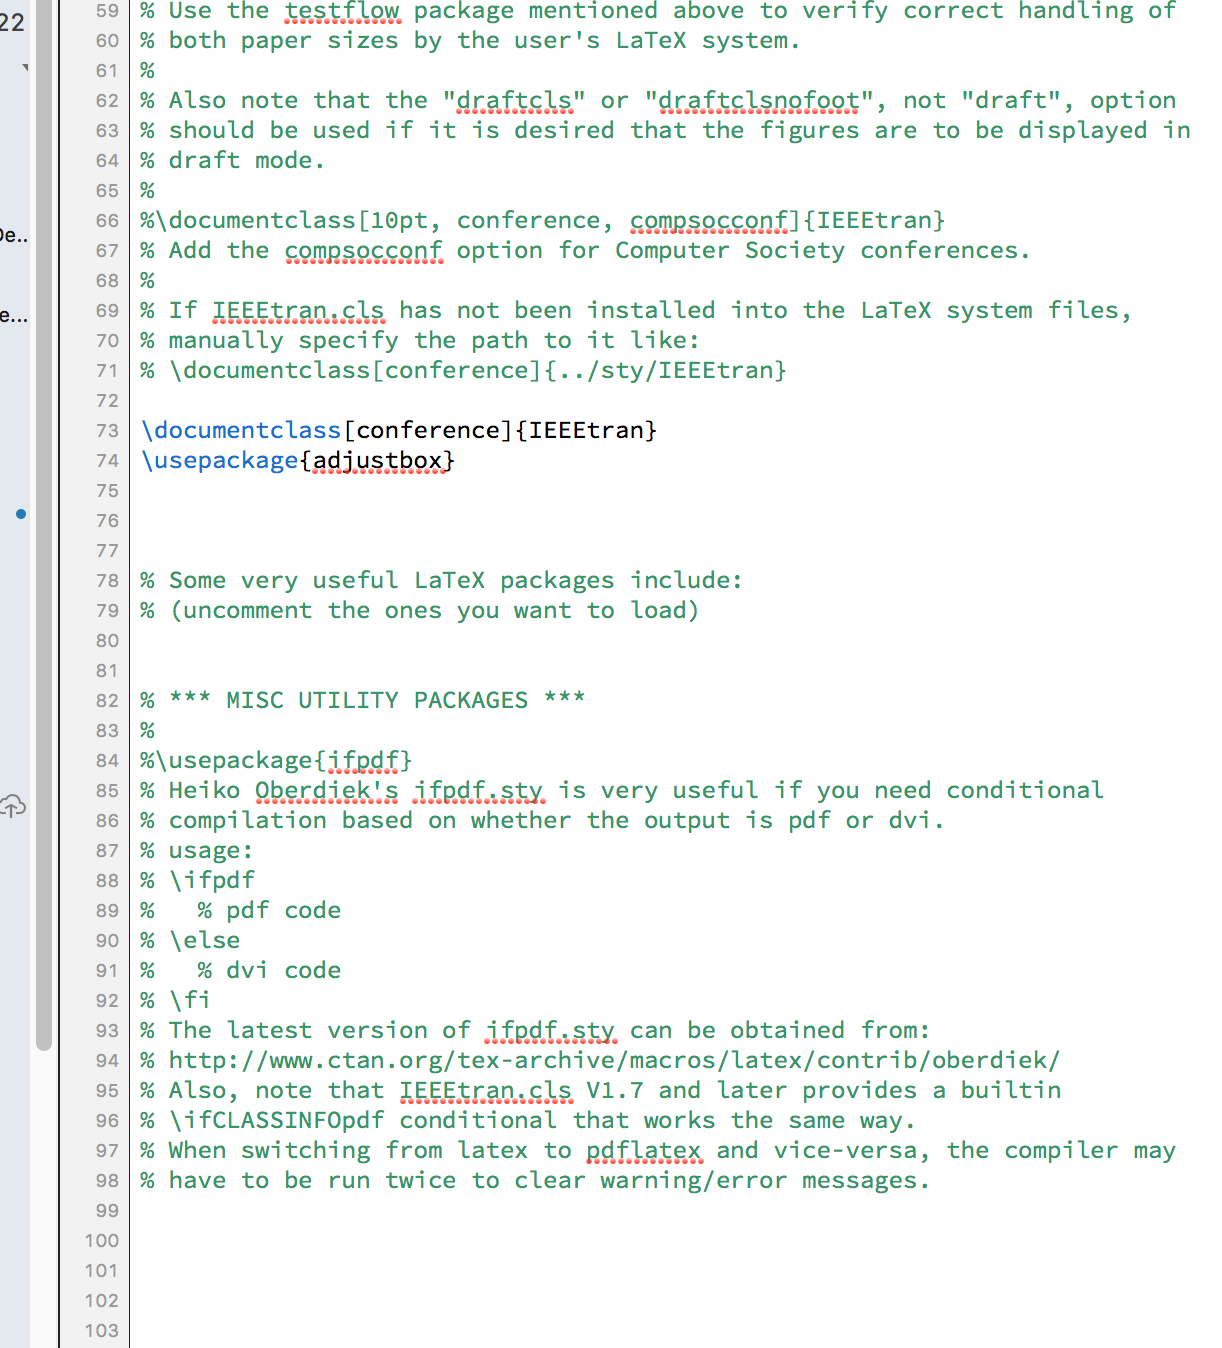 22
De..
e...
59 % Use the testflow package mentioned above to verify correct handling of
60 % both paper sizes by the user's LaTeX system.
61 %
62 % Also note that the "draftcls" or "draftclsnofoot", not "draft", option
63 % should be used if it is desired that the figures are to be displayed in
64 % draft mode.
65 %
66 %\documentclass[10pt, conference, compsocconf]{IEEEtran}
67 % Add the compsocconf option for Computer Society conferences.
68 %
69 % If IEEEtran.cls has not been installed into the LaTeX system files,
70 % manually specify the path to it like:
71 % \documentclass[conference]{../sty/IEEEtran}
72
73 \documentclass[conference]{IEEEtran}
74 \usepackage{adjustbox}
75
76
77
78 % Some very useful LaTeX packages include:
79 % (uncomment the ones you want to load)
80
81
82 % *** MISC UTILITY PACKAGES ***
83 %
84 %\usepackage{ifpdf}
85 % Heiko Oberdiek's ifpdf.sty is very useful if you need conditional
86 % compilation based on whether the output is pdf or dvi.
87 % usage:
88 % \ifpdf
89 %   % pdf code
90 % \else
91 %   % dvi code
92 % \fi
93 % The latest version of ifpdf.sty can be obtained from:
94 % http://www.ctan.org/tex-archive/macros/latex/contrib/oberdiek/
95 % Also, note that IEEEtran.cls V1.7 and later provides a builtin
96 % \ifCLASSINFOpdf conditional that works the same way.
97 % When switching from latex to pdflatex and vice-versa, the compiler may
98 % have to be run twice to clear warning/error messages.
99
100
101
102
103